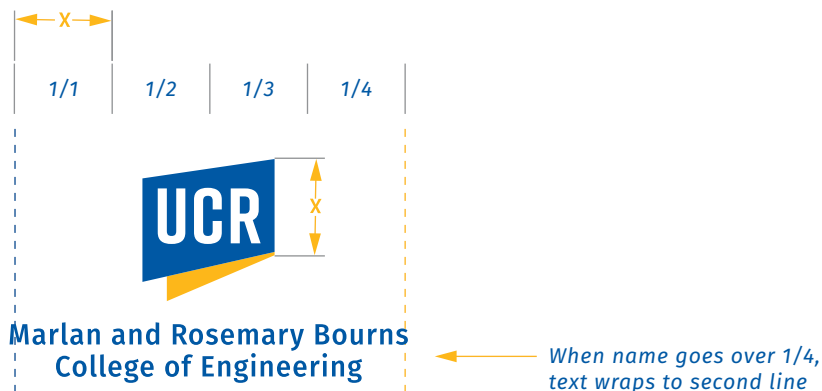 X
1/1 1/2 1/3 1/4
UCR
X
Marlan and Rosemary Bourns
College of Engineering
When name goes over 1/4,
text wraps to second line